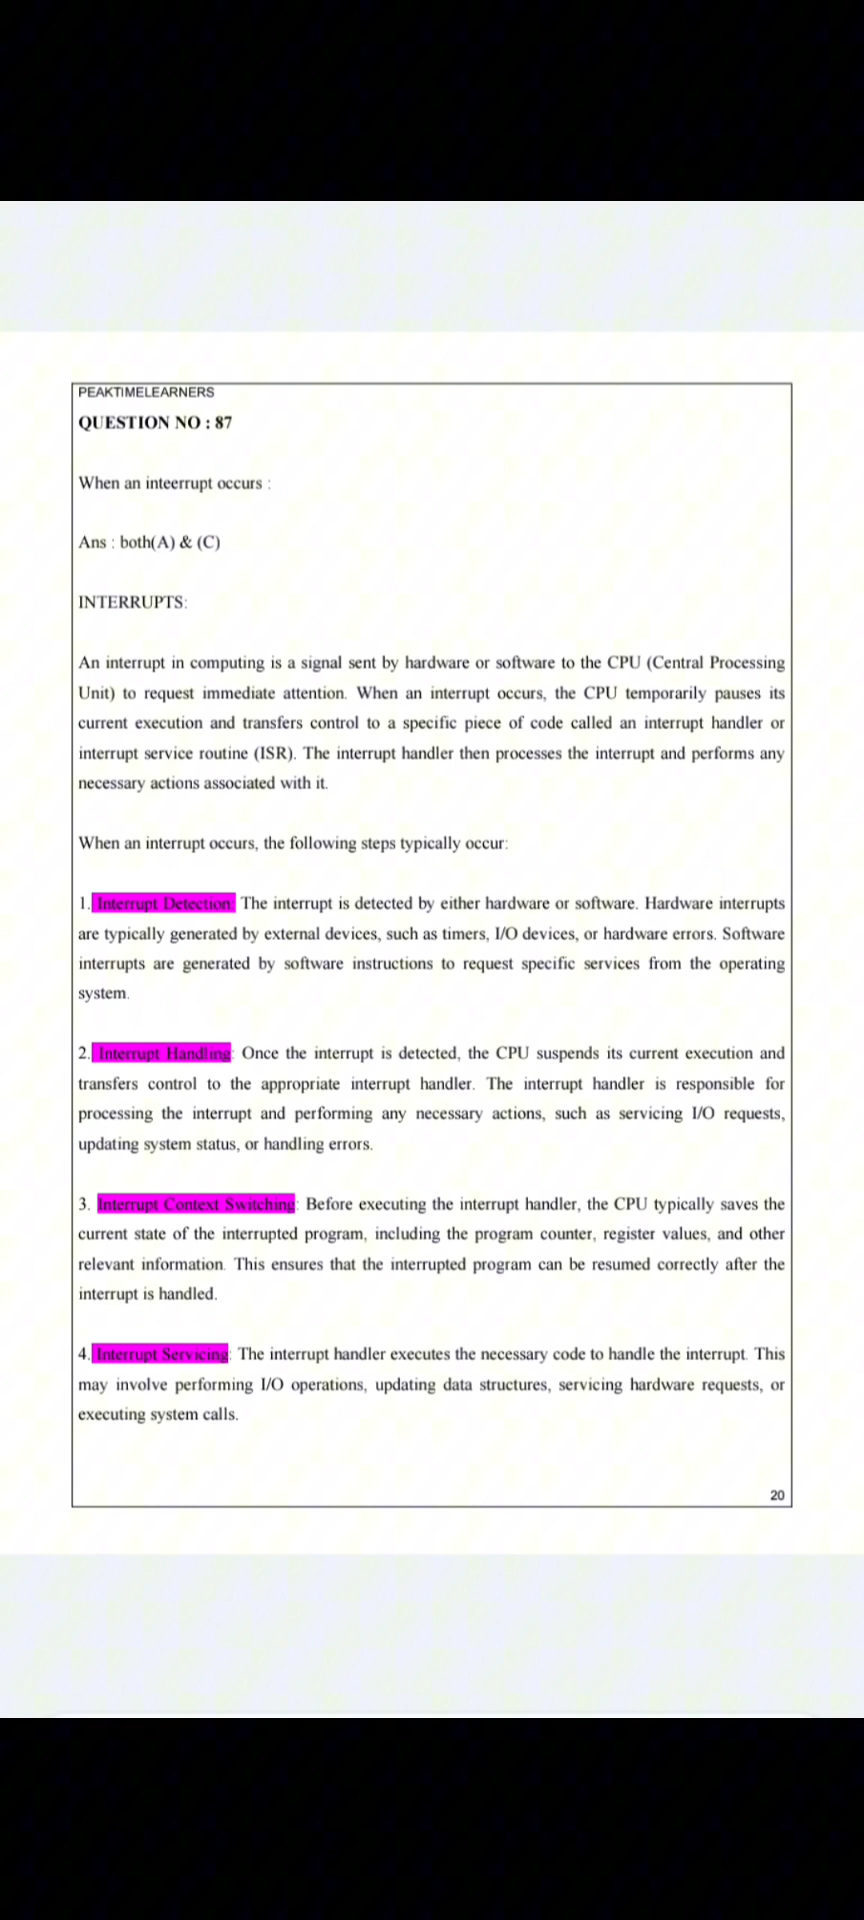 PEAKTIMELEARNERS
QUESTION NO : 87
When an inteerrupt occurs :
Ans : both(A) & (C)
INTERRUPTS:
An interrupt in computing is a signal sent by hardware or software to the CPU (Central Processing
Unit) to request immediate attention. When an interrupt occurs, the CPU temporarily pauses its
current execution and transfers control to a specific piece of code called an interrupt handler or
interrupt service routine (ISR). The interrupt handler then processes the interrupt and performs any
necessary actions associated with it.
When an interrupt occurs, the following steps typically occur:
1. Interrupt Detection: The interrupt is detected by either hardware or software. Hardware interrupts
are typically generated by external devices, such as timers, I/O devices, or hardware errors. Software
interrupts are generated by software instructions to request specific services from the operating
system.
2. Interrupt Handling: Once the interrupt is detected, the CPU suspends its current execution and
transfers control to the appropriate interrupt handler. The interrupt handler is responsible for
processing the interrupt and performing any necessary actions, such as servicing I/O requests,
updating system status, or handling errors.
3. Interrupt Context Switching: Before executing the interrupt handler, the CPU typically saves the
current state of the interrupted program, including the program counter, register values, and other
relevant information. This ensures that the interrupted program can be resumed correctly after the
interrupt is handled.
4. Interrupt Servicing: The interrupt handler executes the necessary code to handle the interrupt. This
may involve performing I/O operations, updating data structures, servicing hardware requests, or
executing system calls.
20